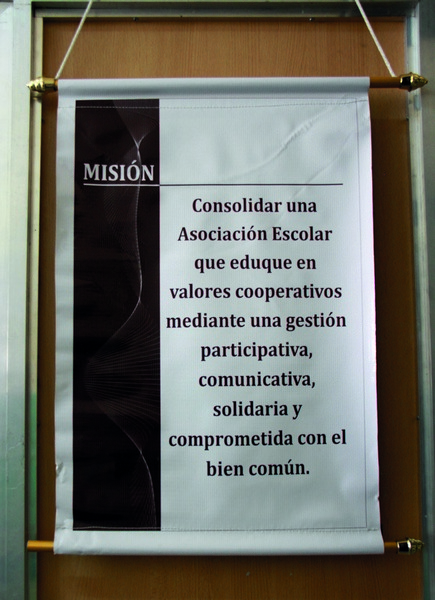 MISIÓN
Consolidar una
Asociación Escolar
que eduque en
valores cooperativos
mediante una gestión
participativa,
comunicativa,
solidaria y
comprometida con el
bien común.